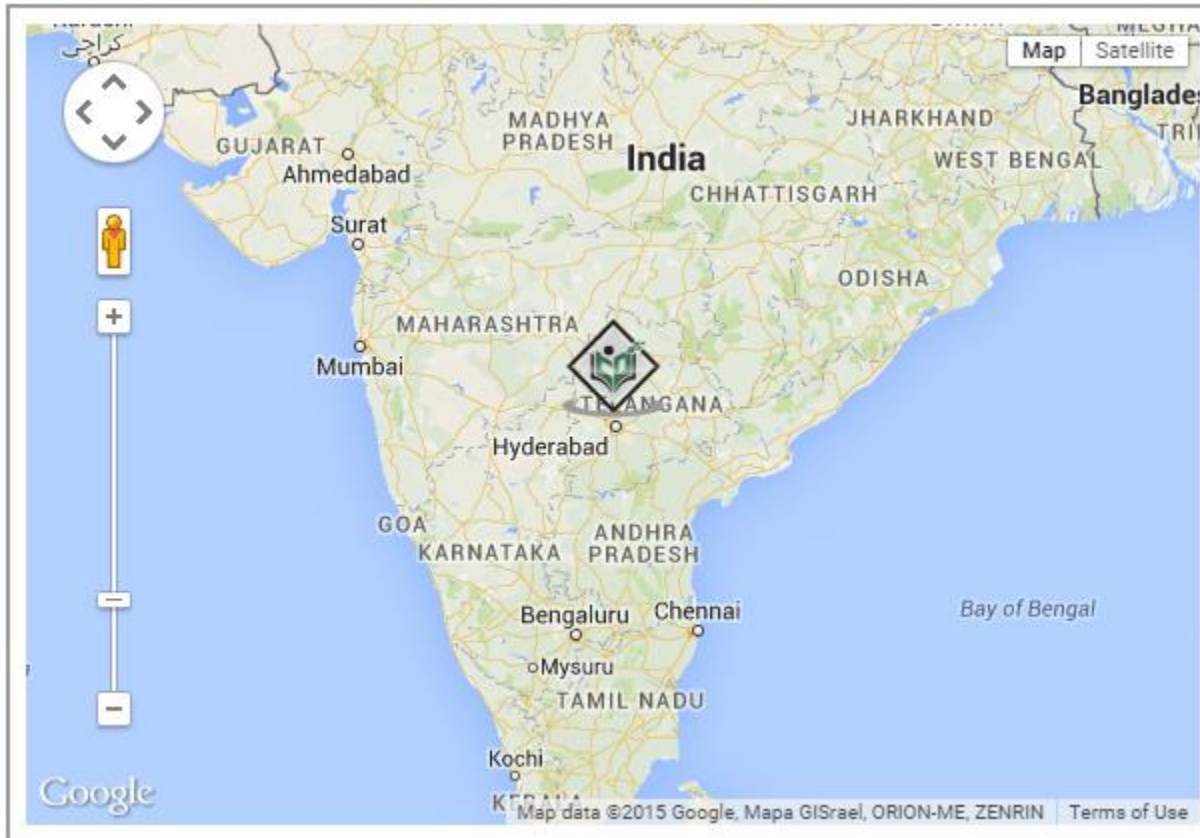 کراچی
Map Satellite
MADHYA
PRADESH
JHARKHAND
GUJARAT
India
WEST BENGAL
Ahmedabad
CHHATTISGARH
Surat
ODISHA
MAHARASHTRA
Mumbai
TELANGANA
Hyderabad
GOA
KARNATAKA
ANDHRA
PRADESH
Bengaluru
Chennai
Bay of Bengal
Mysuru
TAMIL NADU
Kochi
Google
Map data ©2015 Google, Mapa GISrael, ORION-ME, ZENRIN Terms of Use